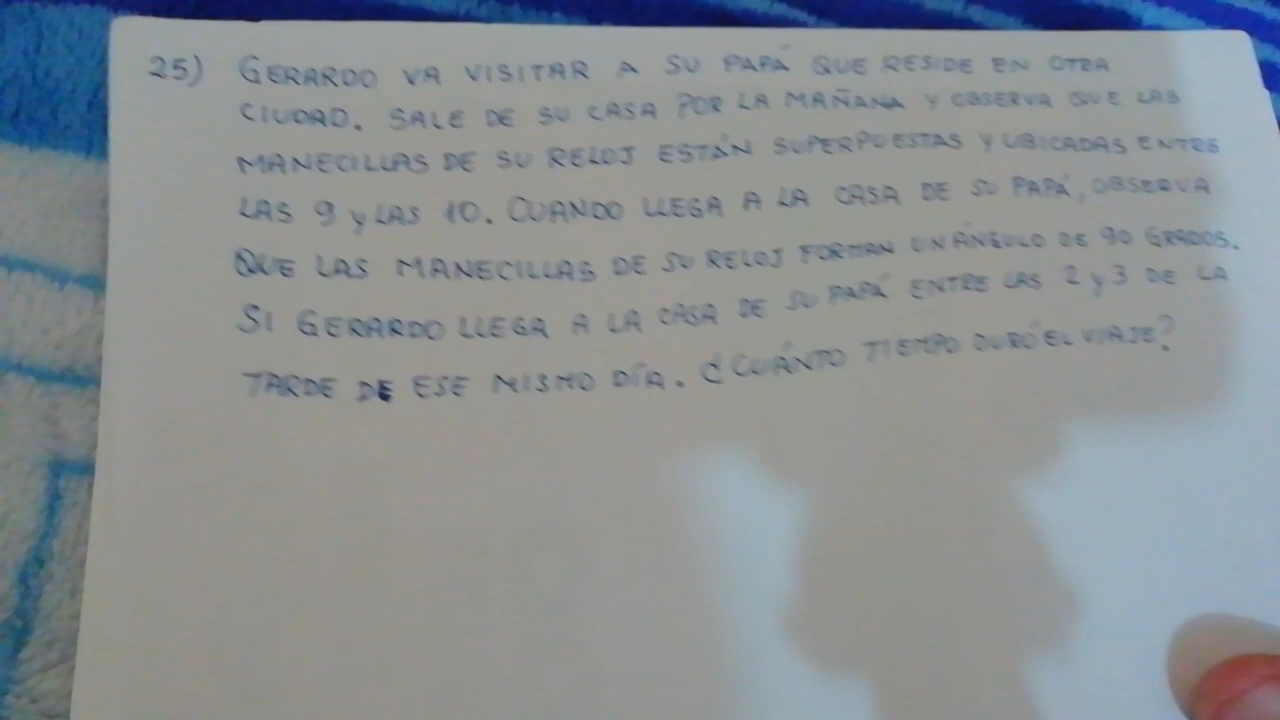 25) GERARDO VA VISITAR A SU PAPÁ QUE RESIDE EN OTRA
CIUDAD. SALE DE SU CASA POR LA MAÑANA Y OBSERVA QUE LAS
MANECILLAS DE SU RELOJ ESTÁN SUPERPUESTAS Y UBICADAS ENTRE
LAS 9 y LAS 10. CUANDO LLEGA A LA CASA DE SU PAPÁ, OBSERVA
QUE LAS MANECILLAS DE SU RELOJ FORMAN UN ÁNGULO DE 90 GRADOS.
SI GERARDO LLEGA A LA CASA DE SU PAPÁ ENTRE LAS 2 y 3 DE LA
TARDE DE ESE MISMO DÍA. ¿CUÁNTO TIEMPO DURÓ EL VIAJE?